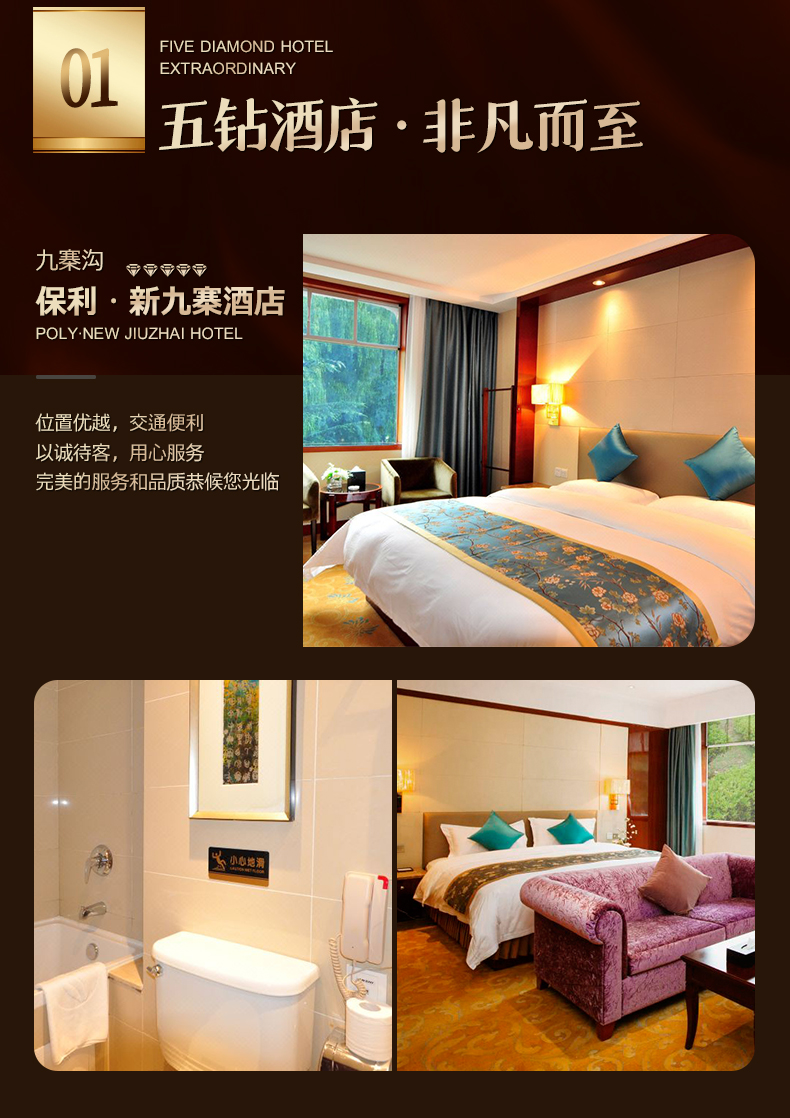 01
FIVE DIAMOND HOTEL
EXTRAORDINARY
五钻酒店·非凡而至
九寨沟
保利·新九寨酒店
POLY·NEW JIUZHAI HOTEL
位置优越，交通便利
以诚待客，用心服务
完美的服务和品质恭候您光临
小心地滑
CAUTION WET FLOOR